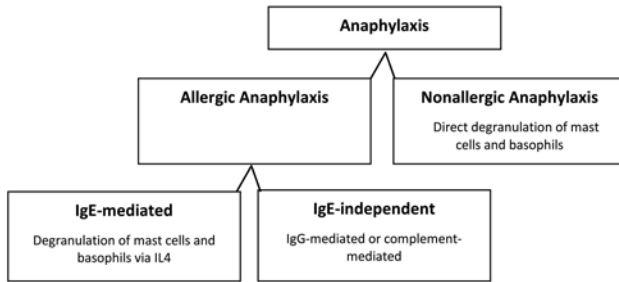 Anaphylaxis
Allergic Anaphylaxis
Nonallergic Anaphylaxis
Direct degranulation of mast
cells and basophils
IgE-mediated
Degranulation of mast cells and
basophils via IL4
IgE-independent
IgG-mediated or complement-
mediated